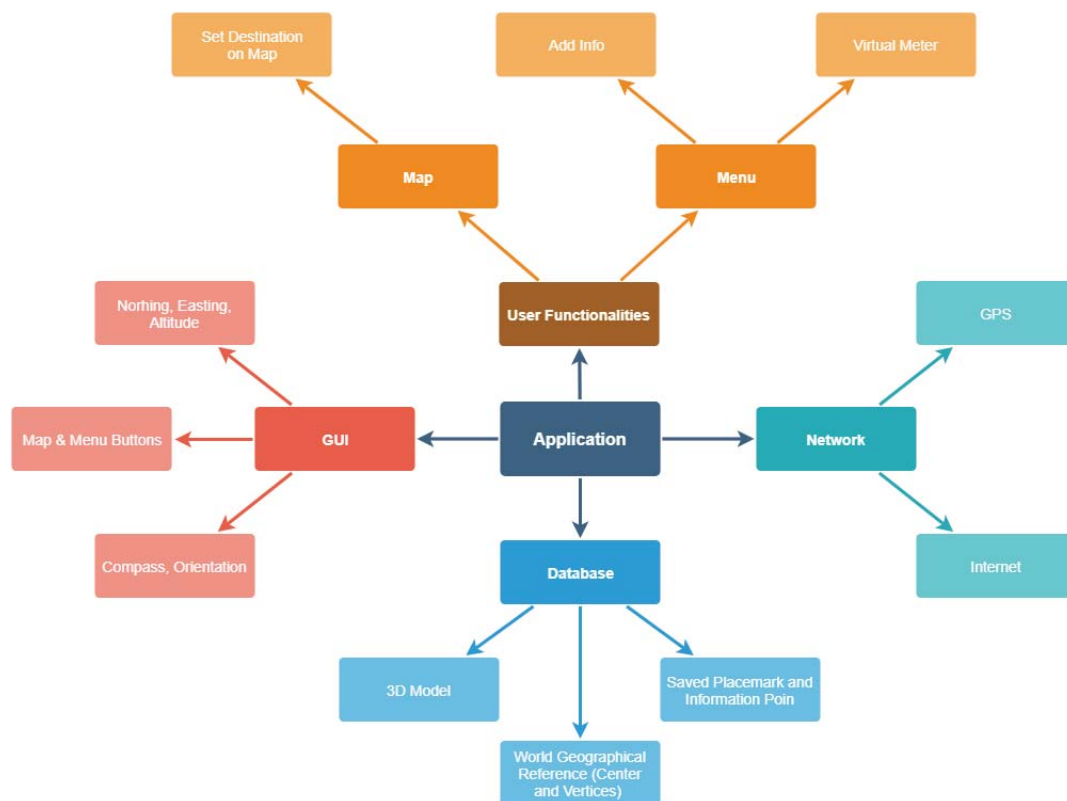 Set Destination
on Map
Add Info
Virtual Meter
Map
Menu
Norhing, Easting,
Altitude
User Functionalities
GPS
Map & Menu Buttons
GUI
Application
Network
Compass, Orientation
Database
Internet
3D Model
Saved Placemark and
Information Poin
World Geographical
Reference (Center
and Vertices)